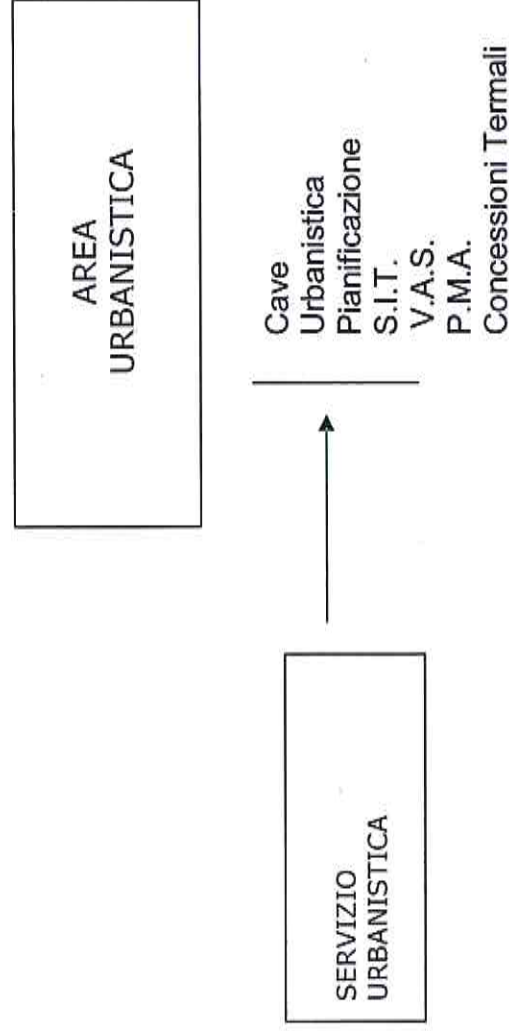 AREA
URBANISTICA
SERVIZIO
URBANISTICA
Cave
Urbanistica
Pianificazione
S.I.T.
V.A.S.
P.M.A.
Concessioni Termali